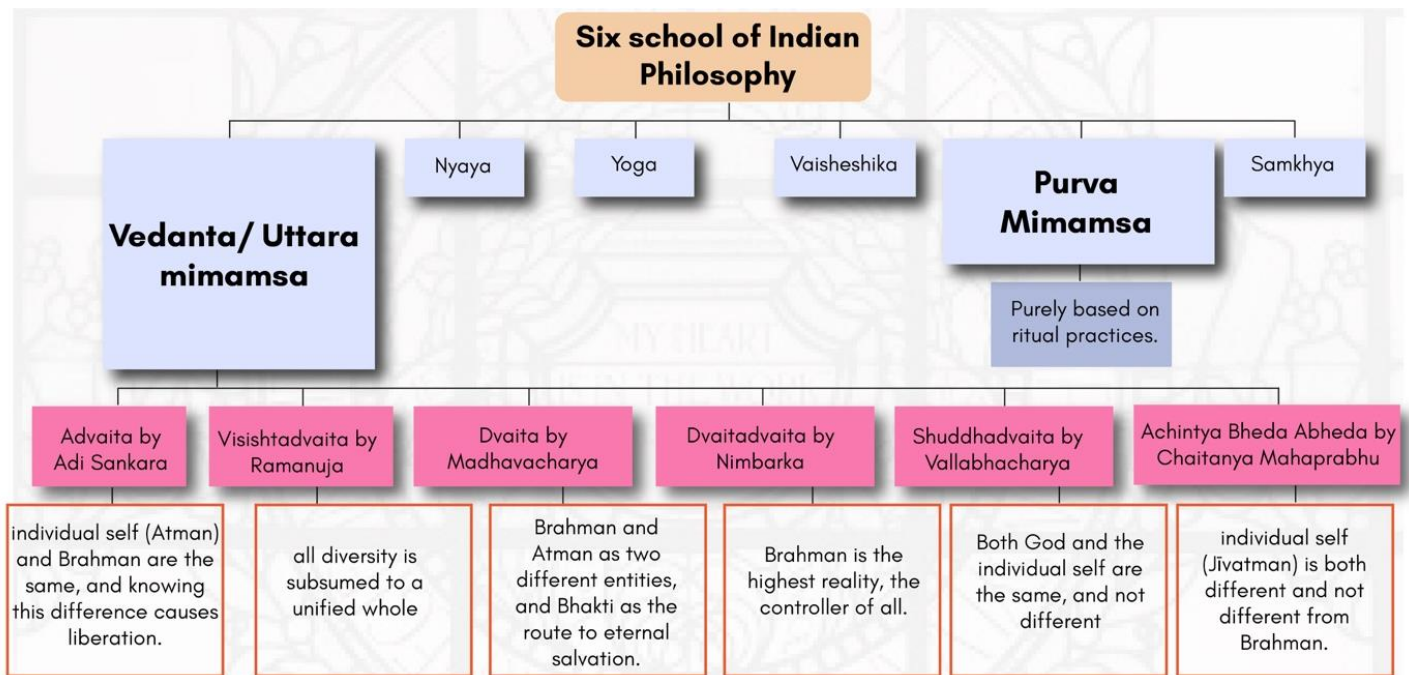 Six school of Indian
Philosophy
Vedanta/ Uttara
mimamsa
Nyaya
Yoga
Vaisheshika
Purva
Mimamsa
Samkhya
Purely based on
ritual practices.
MY HEART
Advaita by
Adi Sankara
Visishtadvaita by
Ramanuja
Dvaita by
Madhavacharya
Dvaitadvaita by
Nimbarka
Shuddhadvaita by
Vallabhacharya
Achintya Bheda Abheda by
Chaitanya Mahaprabhu
individual self (Atman)
and Brahman are the
same, and knowing
this difference causes
liberation.
all diversity is
subsumed to a
unified whole
Brahman and
Atman as two
different entities,
and Bhakti as the
route to eternal
salvation.
Brahman is the
highest reality, the
controller of all.
Both God and the
individual self are
the same, and not
different
individual self
(Jīvatman) is both
different and not
different from
Brahman.